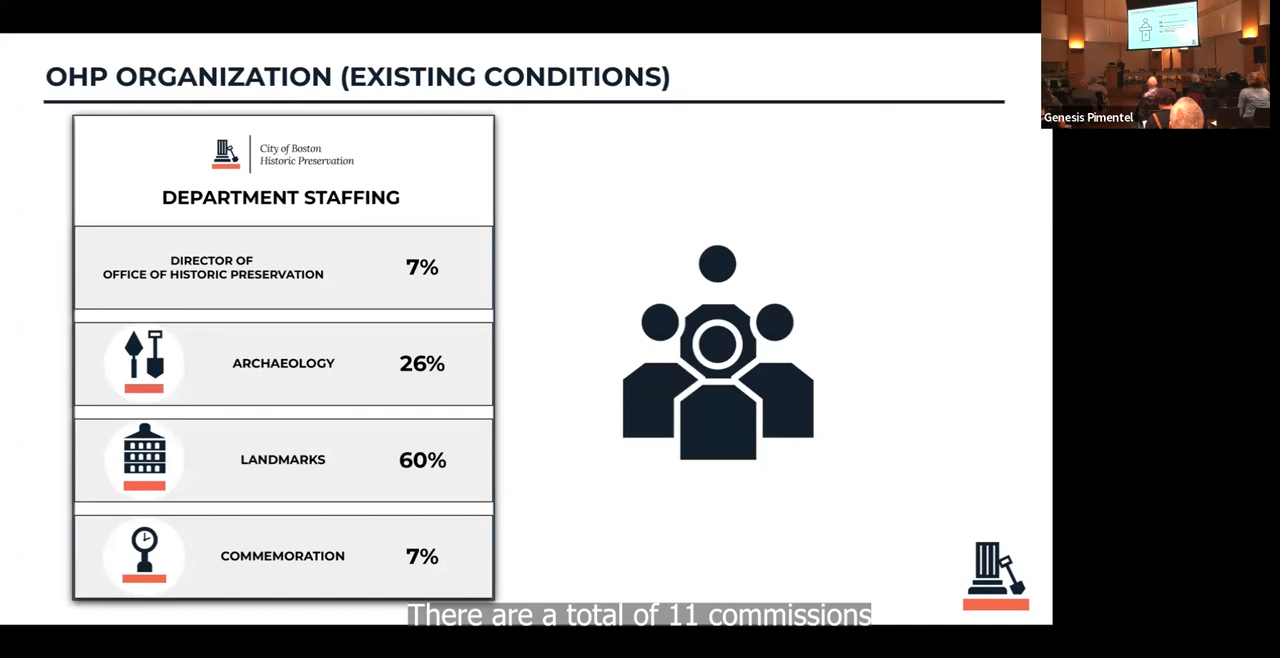 OHP ORGANIZATION (EXISTING CONDITIONS)
Genesis Pimentel
City of Boston
Historic Preservation
DEPARTMENT STAFFING
DIRECTOR OF
OFFICE OF HISTORIC PRESERVATION
7%
ARCHAEOLOGY
26%
LANDMARKS
60%
COMMEMORATION
7%
There are a total of 11 commissions